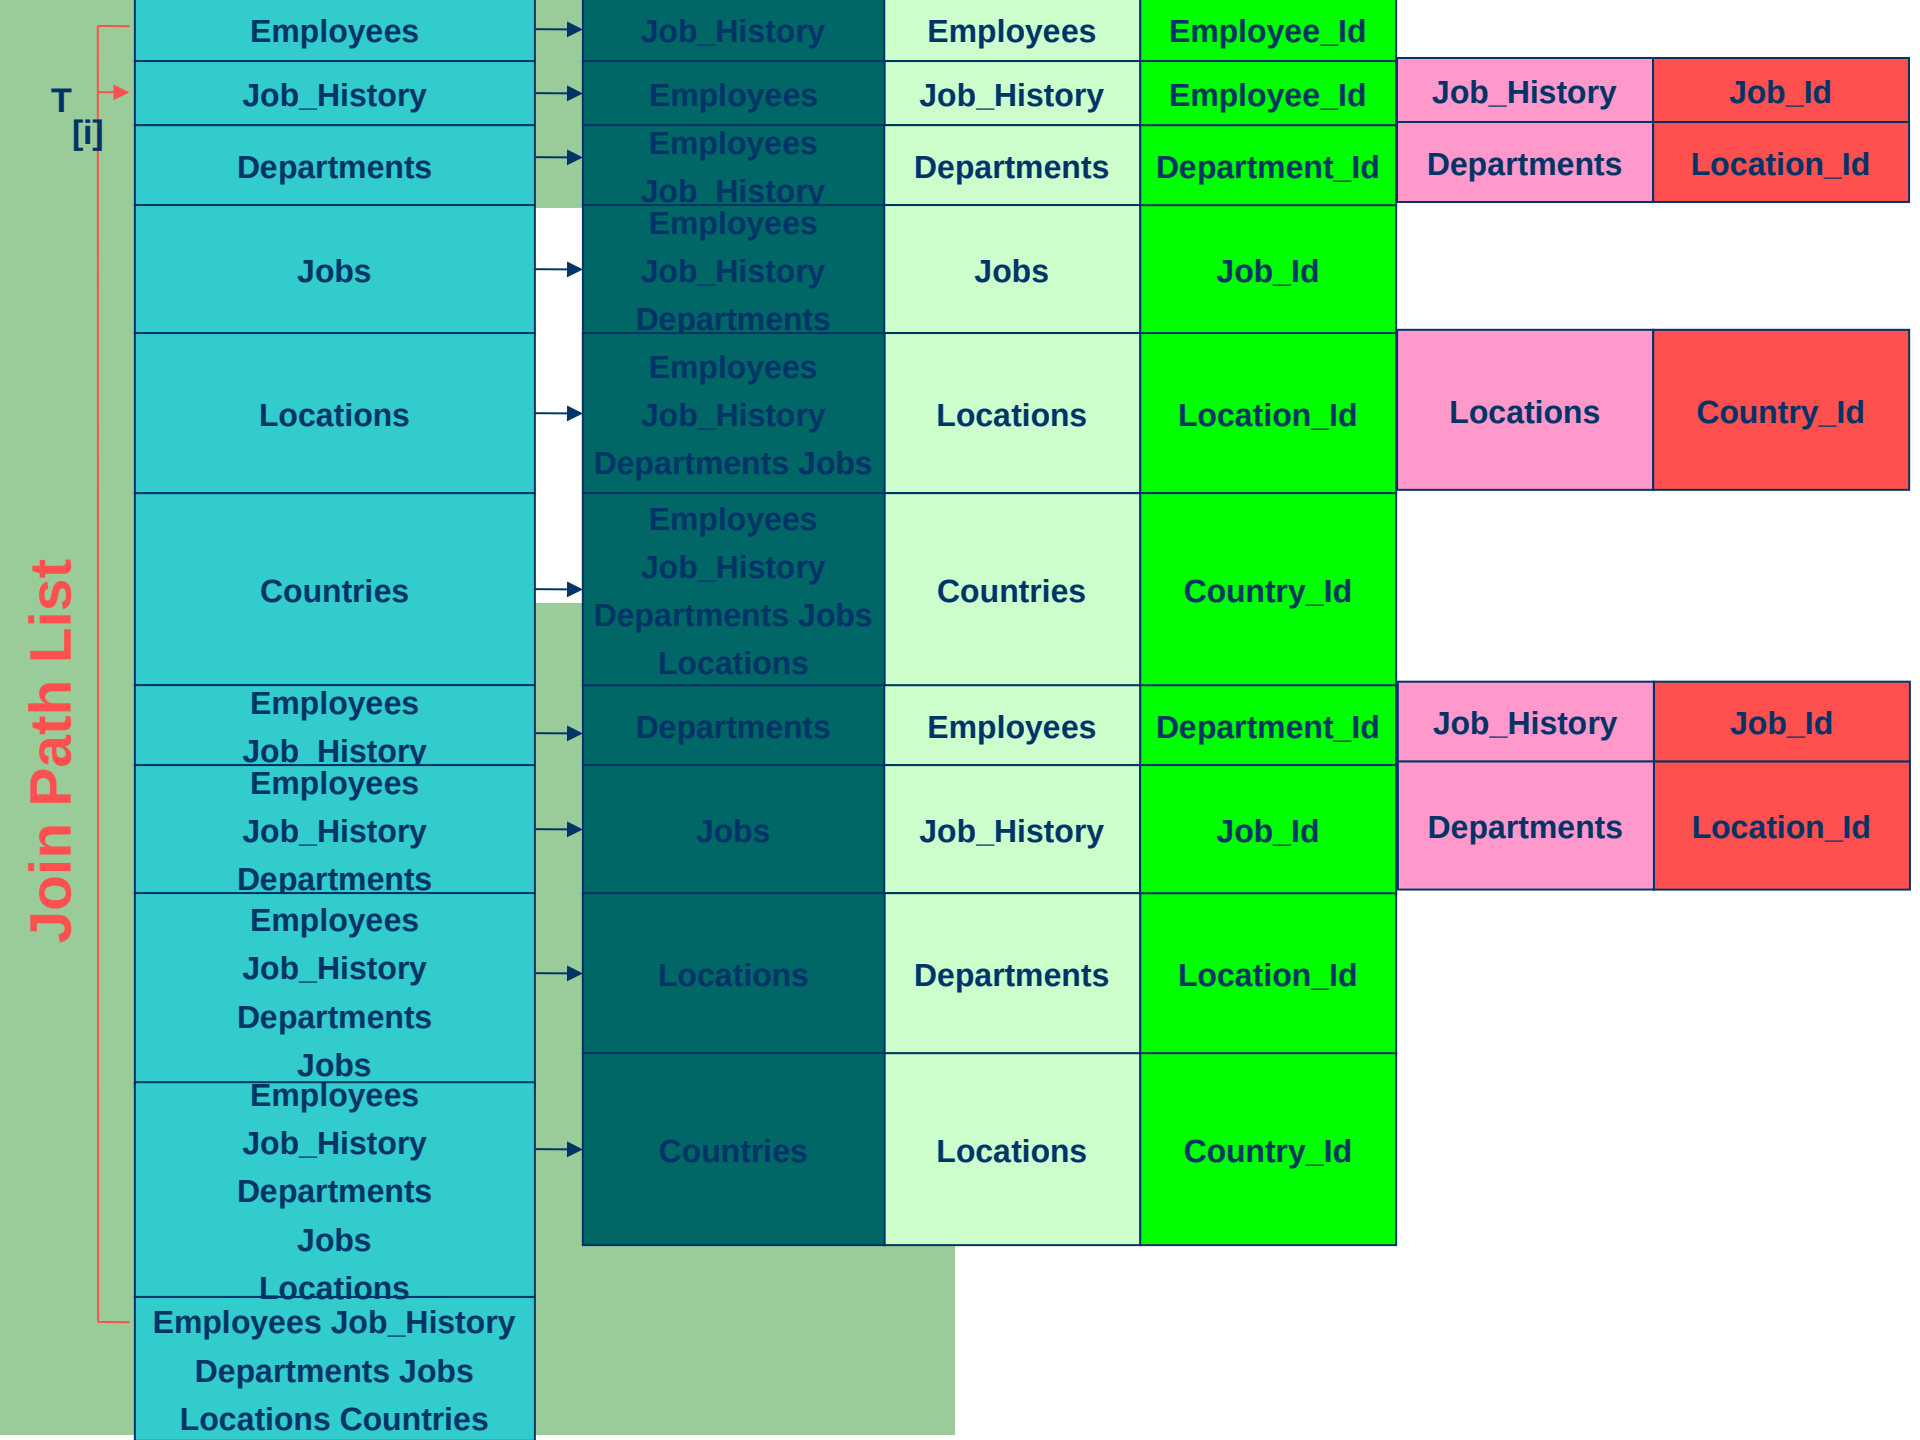 Join Path List
T
[i]
Employees
Job_History
Employees
Employee_Id
Job_History
Employees
Job_History
Employee_Id
Job_History
Job_Id
Departments
Employees
Job_History
Departments
Department_Id
Departments
Location_Id
Jobs
Employees
Job_History
Departments
Jobs
Job_Id
Locations
Employees
Job_History
Departments Jobs
Locations
Location_Id
Locations
Country_Id
Countries
Employees
Job_History
Departments Jobs
Locations
Countries
Country_Id
Employees
Job_History
Departments
Employees
Department_Id
Job_History
Job_Id
Employees
Job_History
Departments
Jobs
Job_History
Job_Id
Departments
Location_Id
Employees
Job_History
Departments
Jobs
Locations
Departments
Location_Id
Employees
Job_History
Departments
Jobs
Locations
Countries
Locations
Country_Id
Employees Job_History
Departments Jobs
Locations Countries